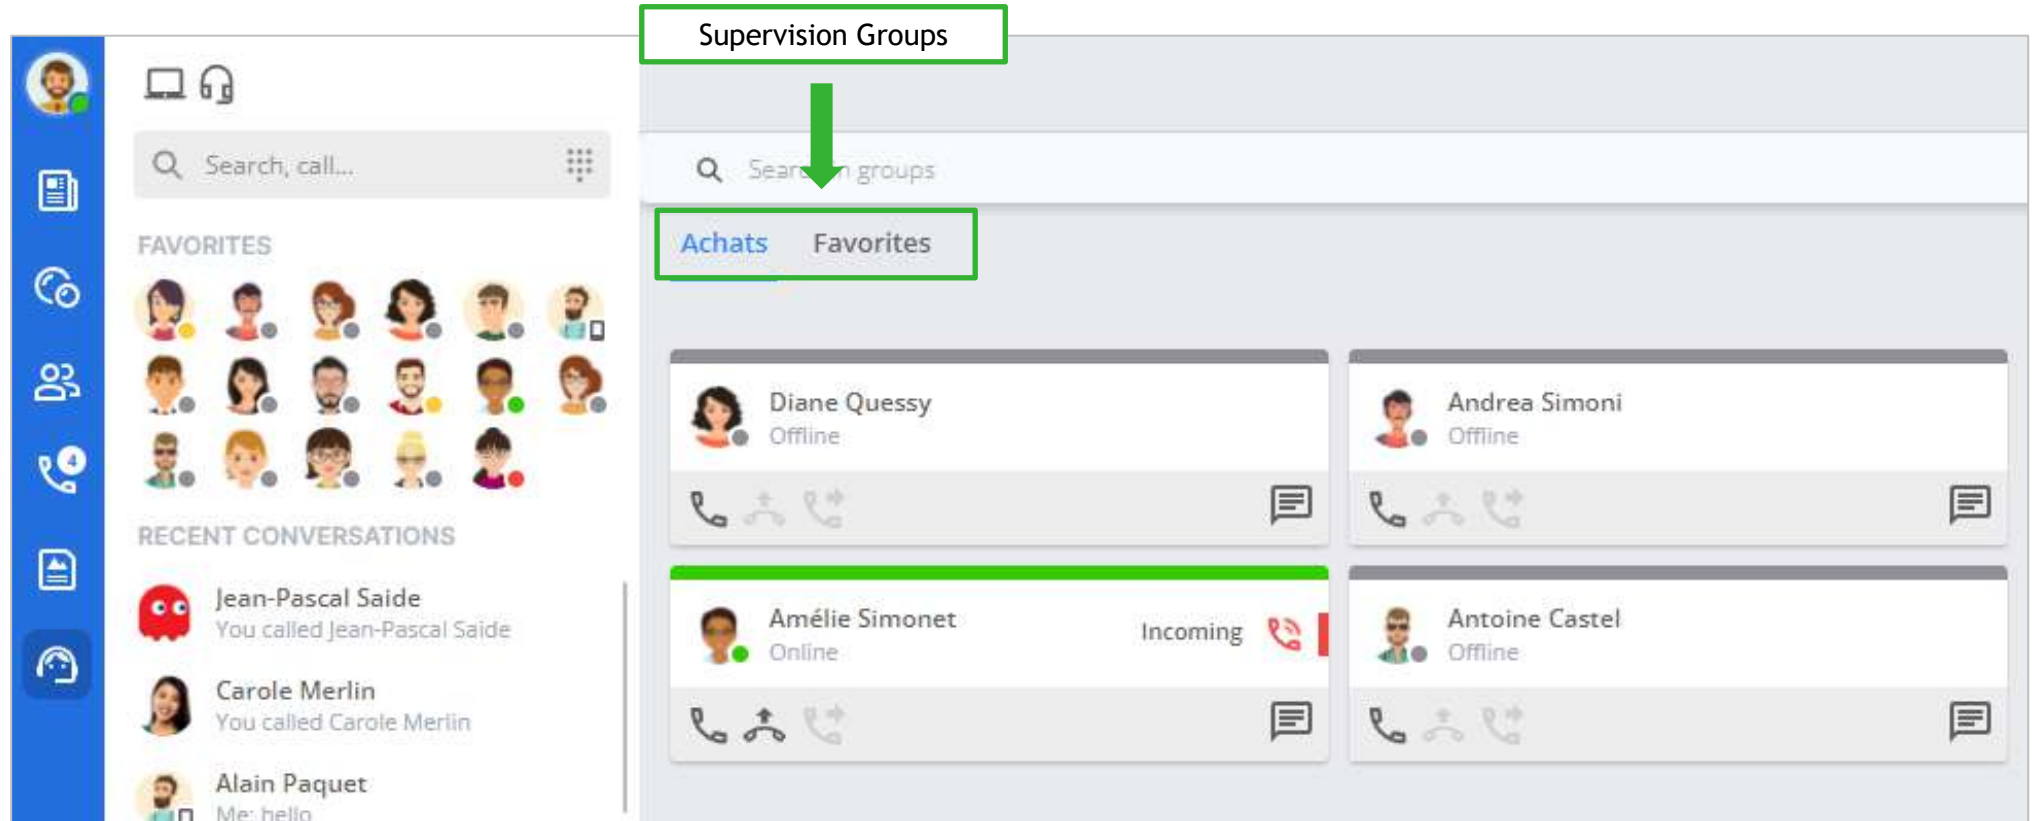 Supervision Groups
Search, call...
Search in groups
Achats Favorites
FAVORITES
4
RECENT CONVERSATIONS
Jean-Pascal Saide
You called Jean-Pascal Saide
Carole Merlin
You called Carole Merlin
Alain Paquet
Me: hello
Diane Quessy
Offline
Andrea Simoni
Offline
Amélie Simonet
Online
Incoming
Antoine Castel
Offline